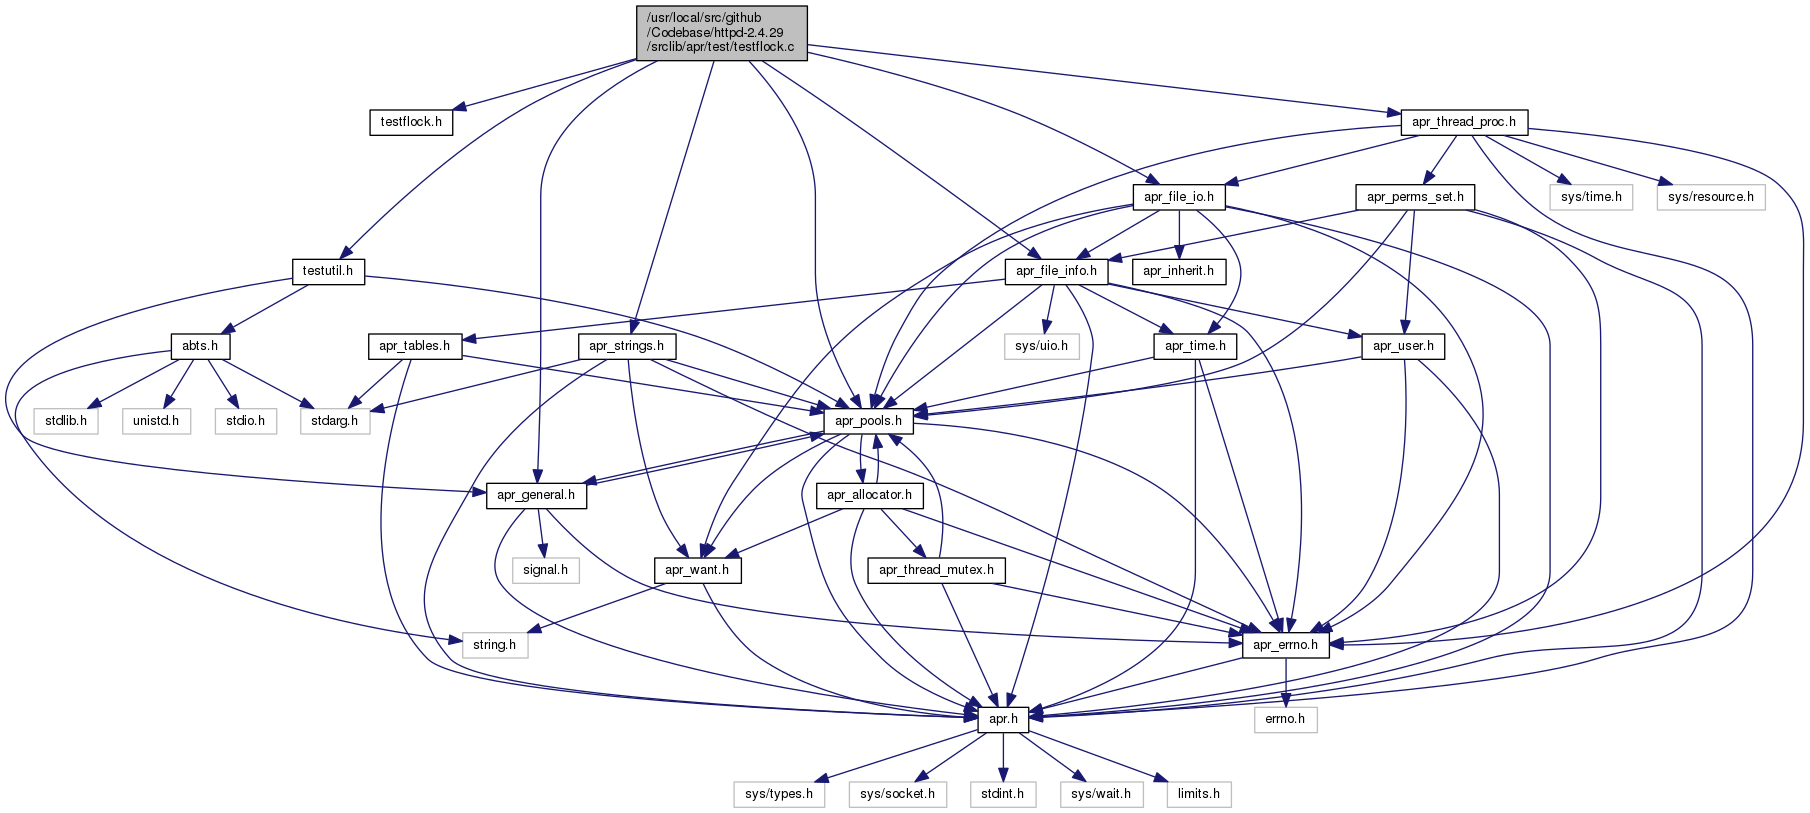 /usr/local/src/github
/Codebase/httpd-2.4.29
/srclib/apr/test/testflock.c
testflock.h
apr_thread_proc.h
apr_file_io.h
apr_perms_set.h
sys/time.h
sys/resource.h
testutil.h
apr_file_info.h
apr_inherit.h
abts.h
apr_tables.h
apr_strings.h
sys/uio.h
apr_time.h
apr_user.h
stdlib.h
unistd.h
stdio.h
stdarg.h
apr_pools.h
apr_general.h
apr_allocator.h
signal.h
apr_want.h
apr_thread_mutex.h
string.h
apr_errno.h
apr.h
errno.h
sys/types.h
sys/socket.h
stdint.h
sys/wait.h
limits.h